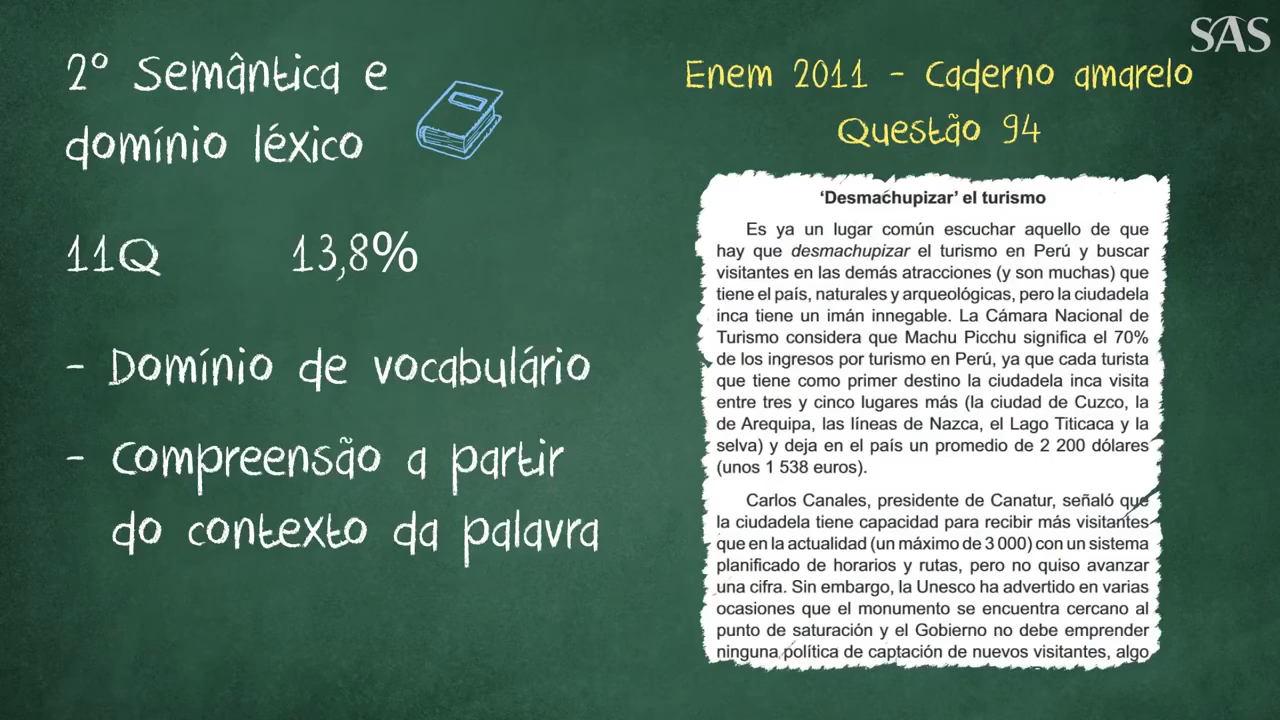 SAS
2º Semântica e
domínio léxico
11Q 13,8%
- Domínio de vocabulário
- Compreensão a partir
do contexto da palavra
Enem 2011 - Caderno amarelo
Questão 94
‘Desmachupizar’ el turismo
Es ya un lugar común escuchar aquello de que
hay que desmachupizar el turismo en Perú y buscar
visitantes en las demás atracciones (y son muchas) que
tiene el país, naturales y arqueológicas, pero la ciudadela
inca tiene un imán innegable. La Cámara Nacional de
Turismo considera que Machu Picchu significa el 70%
de los ingresos por turismo en Perú, ya que cada turista
que tiene como primer destino la ciudadela inca visita
entre tres y cinco lugares más (la ciudad de Cuzco, la
de Arequipa, las líneas de Nazca, el Lago Titicaca y la
selva) y deja en el país un promedio de 2 200 dólares
(unos 1 538 euros).
Carlos Canales, presidente de Canatur, señaló que
la ciudadela tiene capacidad para recibir más visitantes
que en la actualidad (un máximo de 3 000) con un sistema
planificado de horarios y rutas, pero no quiso avanzar
una cifra. Sin embargo, la Unesco ha advertido en varias
ocasiones que el monumento se encuentra cercano al
punto de saturación y el Gobierno no debe emprender
ninguna política de captación de nuevos visitantes, algo